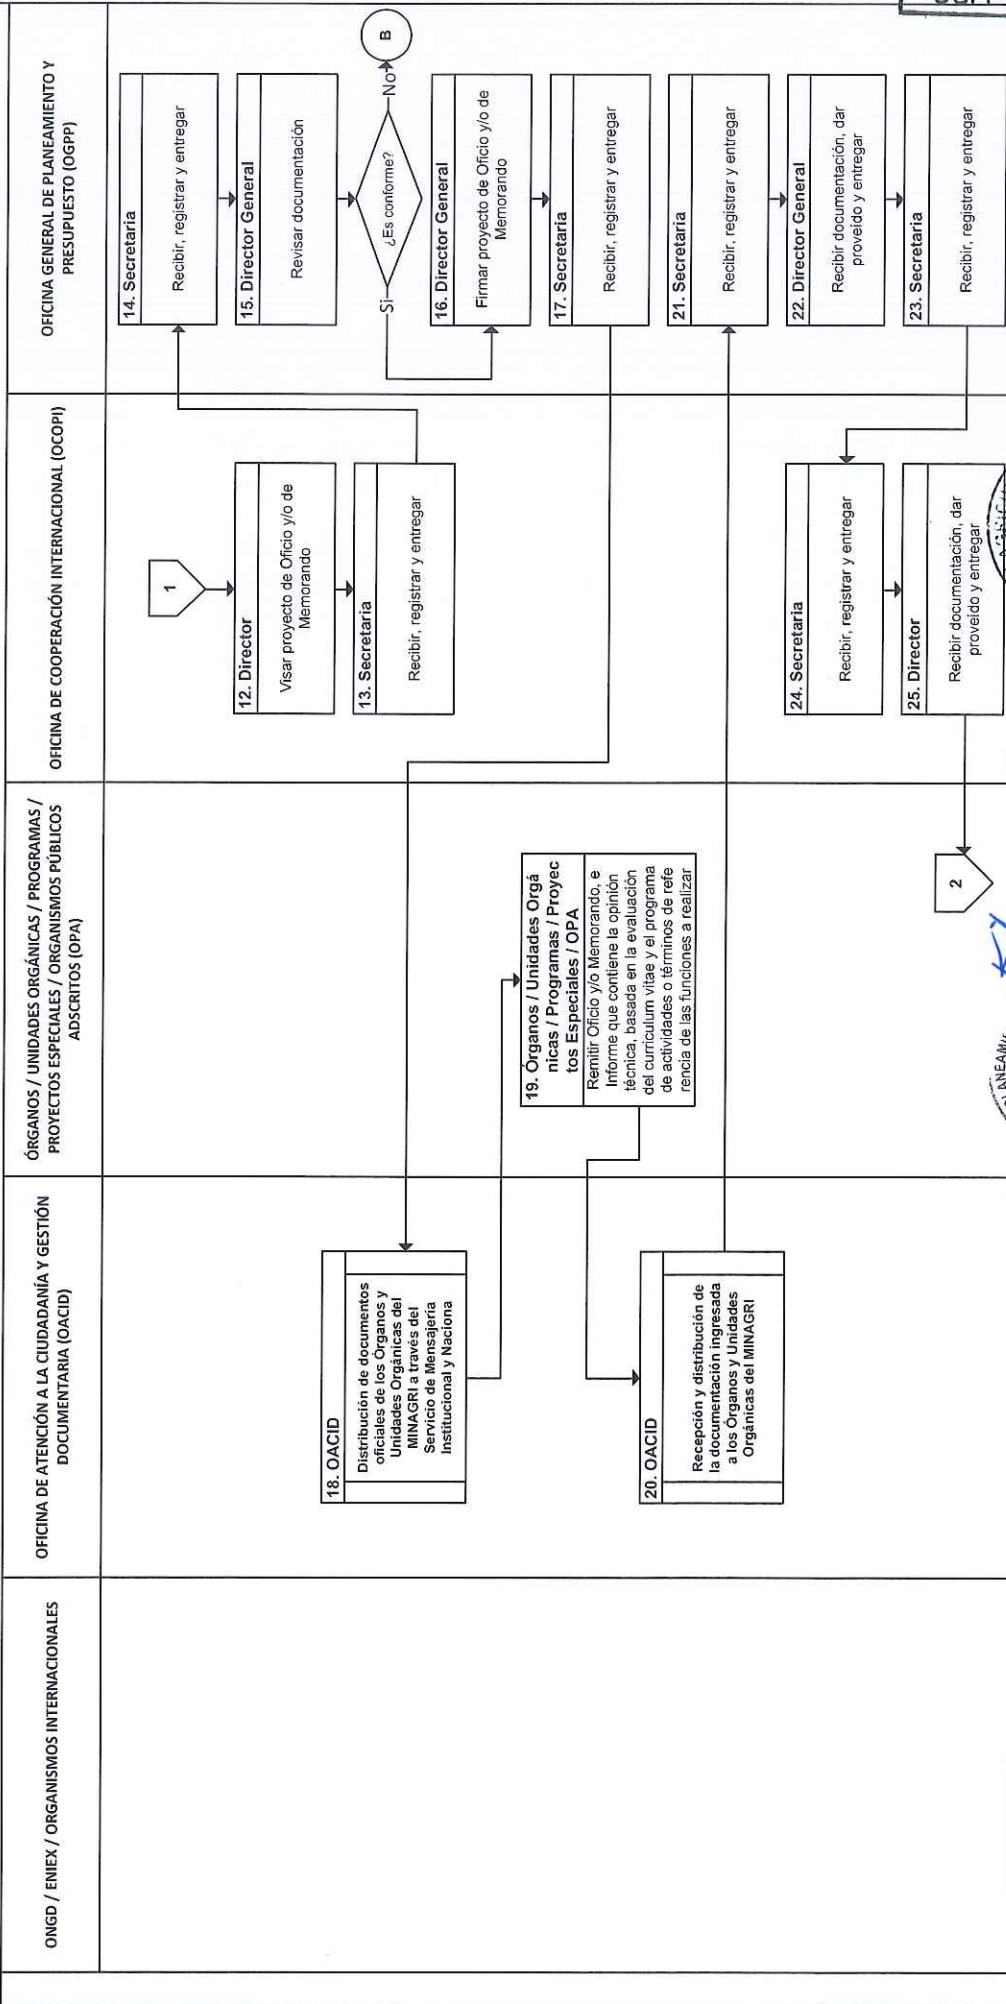 ONGD / ENIEX / ORGANISMOS INTERNACIONALES
OFICINA DE ATENCIÓN A LA CIUDADANÍA Y GESTIÓN
DOCUMENTARIA (OACID)
ÓRGANOS / UNIDADES ORGÁNICAS / PROGRAMAS /
PROYECTOS ESPECIALES / ORGANISMOS PÚBLICOS
ADSCRITOS (OPA)
OFICINA DE COOPERACIÓN INTERNACIONAL (OCOPI)
OFICINA GENERAL DE PLANEAMIENTO Y
PRESUPUESTO (OGPP)
1
12. Director
Visar proyecto de Oficio y/o de
Memorando
13. Secretaria
Recibir, registrar y entregar
14. Secretaria
Recibir, registrar y entregar
15. Director General
Revisar documentación
¿Es conforme?
Si
No
B
16. Director General
Firmar proyecto de Oficio y/o de
Memorando
17. Secretaria
Recibir, registrar y entregar
18. OACID
Distribución de documentos
oficiales de los Órganos y
Unidades Orgánicas del
MINAGRI a través del
Servicio de Mensajería
Institucional y Naciona
19. Órganos / Unidades Orgá
nicas / Programas / Proyec
tos Especiales / OPA
Remitir Oficio y/o Memorando, e
Informe que contiene la opinión
técnica, basada en la evaluación
del curriculum vitae y el programa
de actividades o términos de refe
rencia de las funciones a realizar
20. OACID
Recepción y distribución de
la documentación ingresada
a los Órganos y Unidades
Orgánicas del MINAGRI
21. Secretaria
Recibir, registrar y entregar
22. Director General
Recibir documentación, dar
proveído y entregar
23. Secretaria
Recibir, registrar y entregar
24. Secretaria
Recibir, registrar y entregar
25. Director
Recibir documentación, dar
proveído y entregar
2